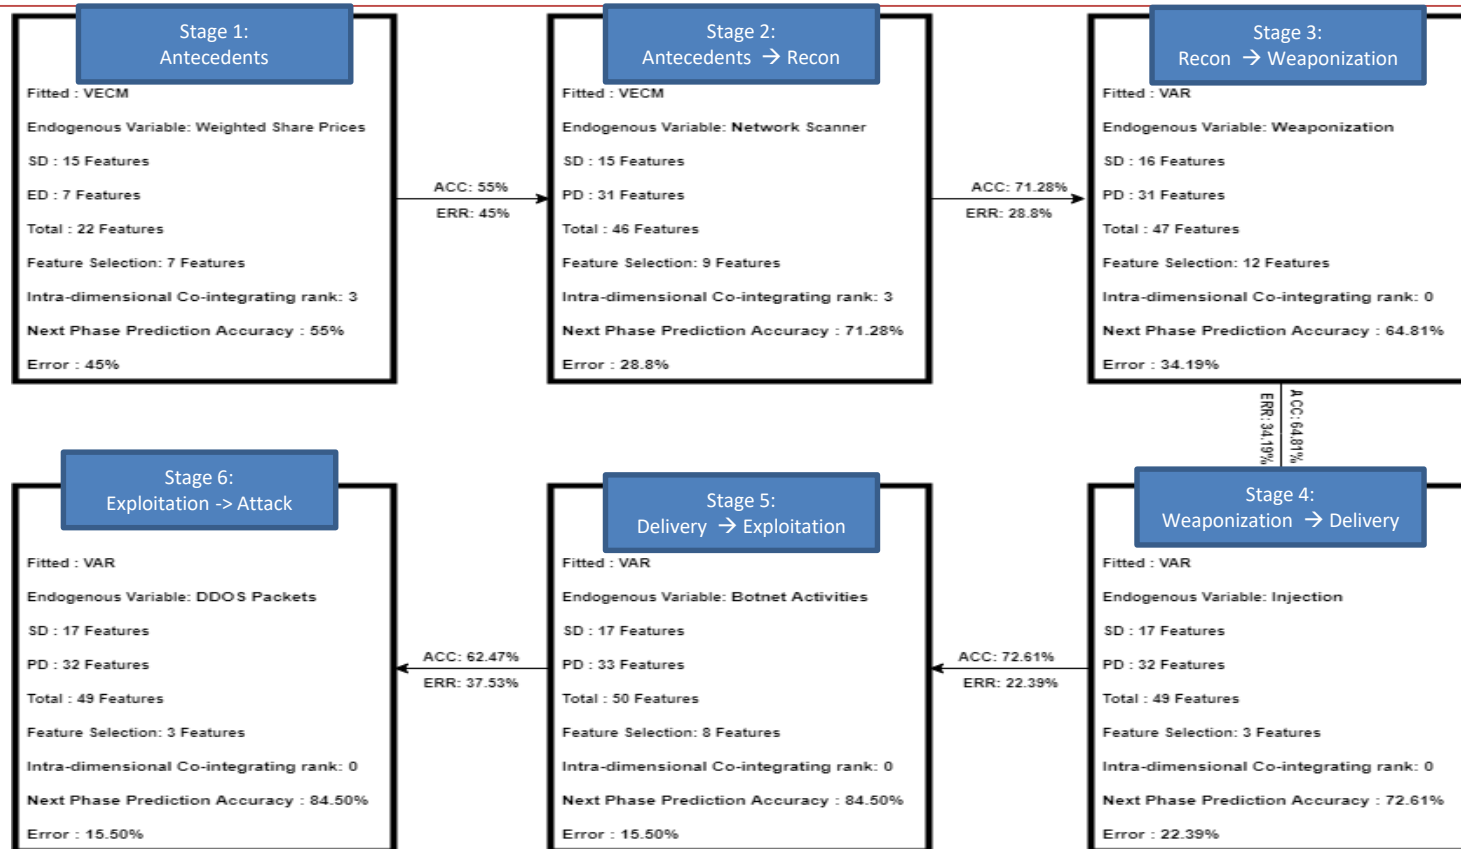 Stage 1:
Antecedents
Fitted : VECM
Endogenous Variable: Weighted Share Prices
SD : 15 Features
ED : 7 Features
Total : 22 Features
Feature Selection: 7 Features
Intra-dimensional Co-integrating rank: 3
Next Phase Prediction Accuracy : 55%
Error : 45%
ACC: 55%
ERR: 45%
Stage 2:
Antecedents → Recon
Fitted : VECM
Endogenous Variable: Network Scanner
SD : 15 Features
PD : 31 Features
Total : 46 Features
Feature Selection: 9 Features
Intra-dimensional Co-integrating rank: 3
Next Phase Prediction Accuracy : 71.28%
Error : 28.8%
ACC: 71.28%
ERR: 28.8%
Stage 3:
Recon → Weaponization
Fitted : VAR
Endogenous Variable: Weaponization
SD : 16 Features
PD : 31 Features
Total : 47 Features
Feature Selection: 12 Features
Intra-dimensional Co-integrating rank: 0
Next Phase Prediction Accuracy : 64.81%
Error : 34.19%
ACC: 64.81%
ERR: 34.19%
Stage 4:
Weaponization → Delivery
Fitted : VAR
Endogenous Variable: Injection
SD : 17 Features
PD : 32 Features
Total : 49 Features
Feature Selection: 3 Features
Intra-dimensional Co-integrating rank: 0
Next Phase Prediction Accuracy : 72.61%
Error : 22.39%
ACC: 72.61%
ERR: 22.39%
Stage 5:
Delivery → Exploitation
Fitted : VAR
Endogenous Variable: Botnet Activities
SD : 17 Features
PD : 33 Features
Total : 50 Features
Feature Selection: 8 Features
Intra-dimensional Co-integrating rank: 0
Next Phase Prediction Accuracy : 84.50%
Error : 15.50%
ACC: 62.47%
ERR: 37.53%
Stage 6:
Exploitation -> Attack
Fitted : VAR
Endogenous Variable: DDOS Packets
SD : 17 Features
PD : 32 Features
Total : 49 Features
Feature Selection: 3 Features
Intra-dimensional Co-integrating rank: 0
Next Phase Prediction Accuracy : 84.50%
Error : 15.50%